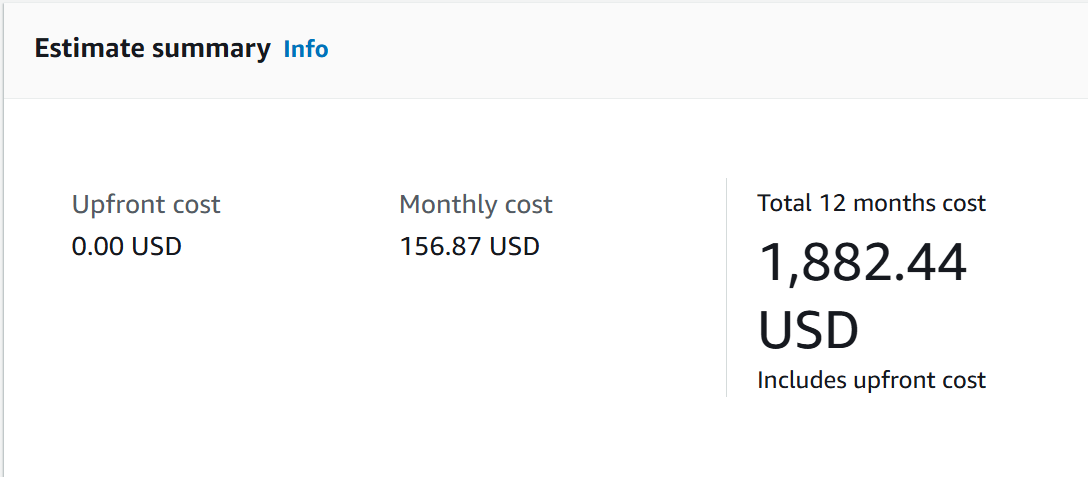 Estimate summary Info
Upfront cost
0.00 USD
Monthly cost
156.87 USD
Total 12 months cost
1,882.44
USD
Includes upfront cost